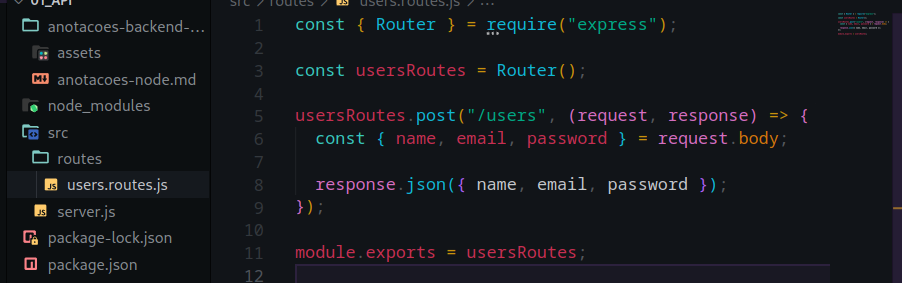 01_API
anotacoes-backend-...
assets
anotacoes-node.md
node_modules
src
routes
users.routes.js
server.js
package-lock.json
package.json
src / routes / JS users.routes.js / ...
1 const { Router } = require("express");
2
3 const usersRoutes = Router();
4
5 usersRoutes.post("/users", (request, response) => {
6 const { name, email, password } = request.body;
7
8 response.json({ name, email, password });
9 });
10
11 module.exports = usersRoutes;
12